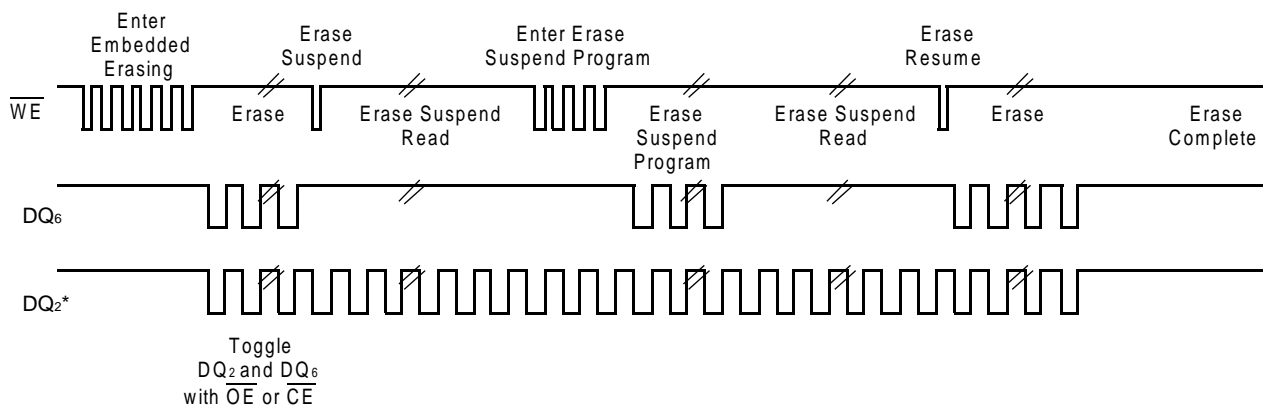 Enter
Embedded
Erasing
Erase
Suspend
Enter Erase
Suspend Program
Erase
Resume
WE
Erase
Erase Suspend
Read
Erase
Suspend
Program
Erase Suspend
Read
Erase
Erase
Complete
DQ6
DQ2*
Toggle
DQ2 and DQ6
with OE or CE